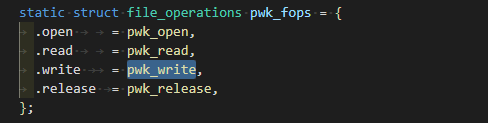 static struct file_operations pwk_fops = {
.open = pwk_open,
.read = pwk_read,
.write = pwk_write,
.release = pwk_release,
};